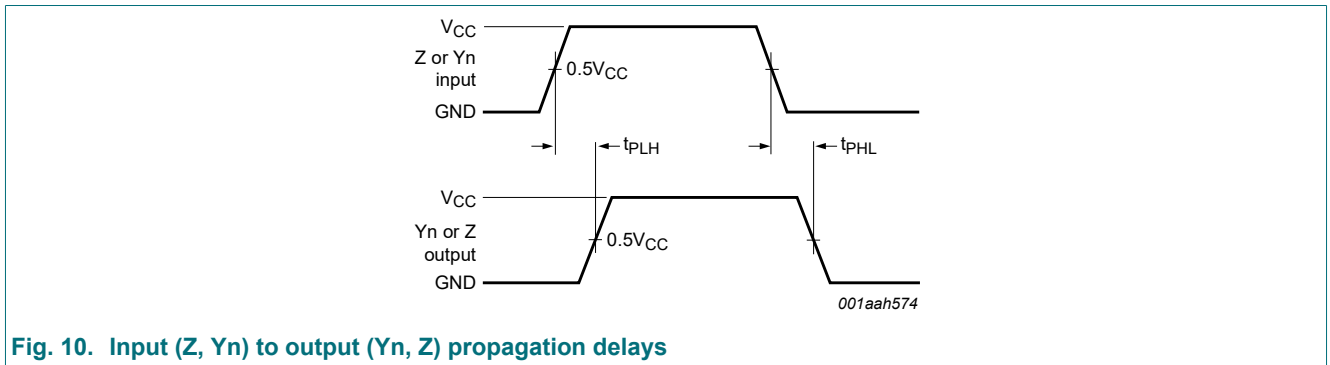 VCC
Z or Yn
input
0.5VCC
GND
tPLH
tPHL
VCC
Yn or Z
output
0.5VCC
GND
001aah574
Fig. 10. Input (Z, Yn) to output (Yn, Z) propagation delays